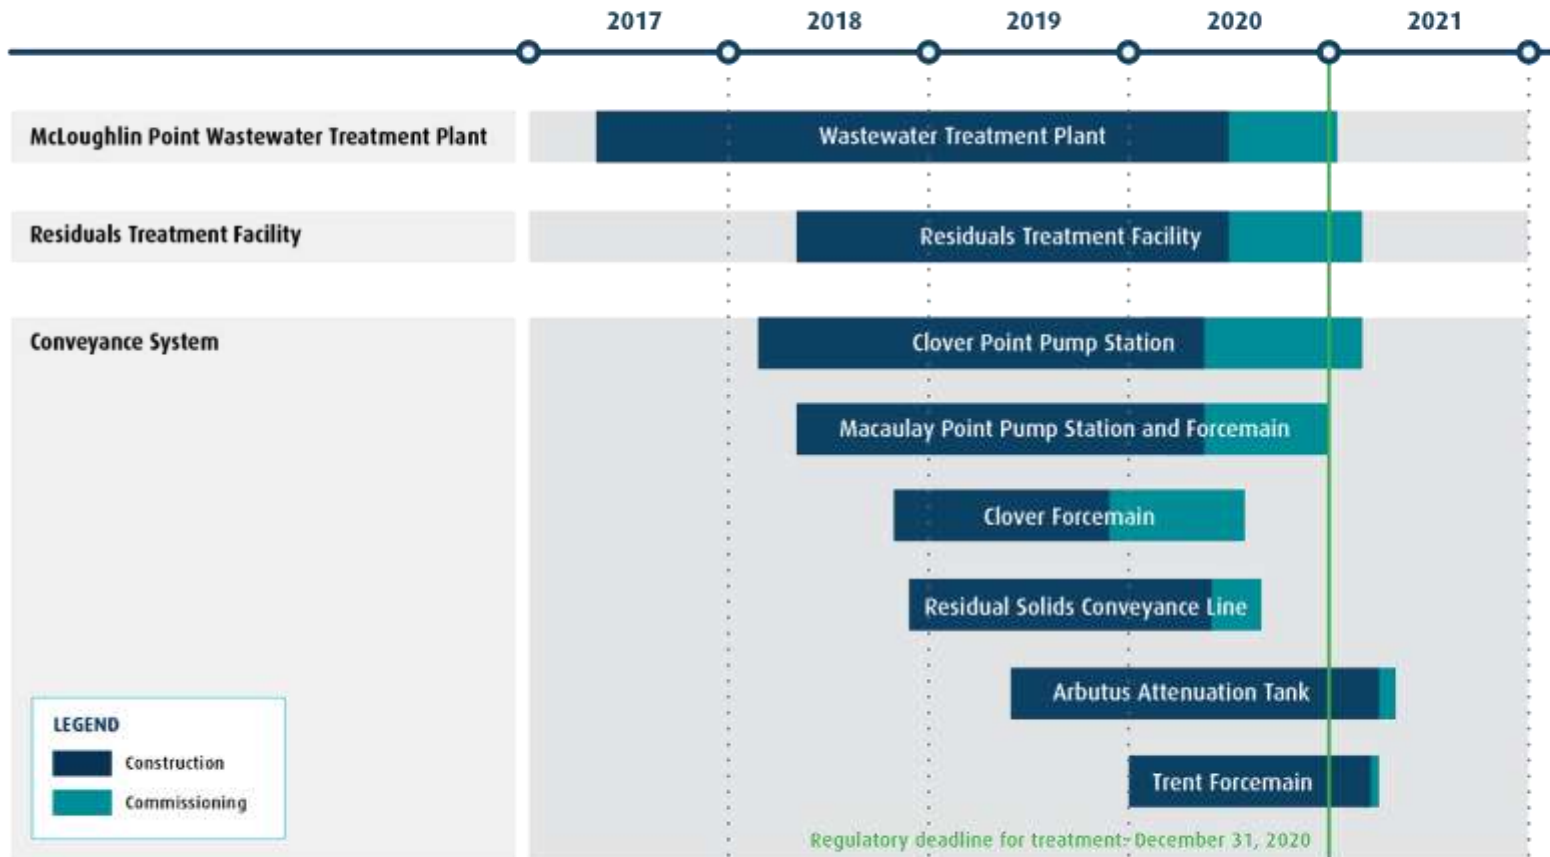 2017 2018 2019 2020 2021
McLoughlin Point Wastewater Treatment Plant
Wastewater Treatment Plant
Residuals Treatment Facility
Residuals Treatment Facility
Conveyance System
Clover Point Pump Station
Macaulay Point Pump Station and Forcemain
Clover Forcemain
Residual Solids Conveyance Line
Arbutus Attenuation Tank
Trent Forcemain
LEGEND
Construction
Commissioning
Regulatory deadline for treatment- December 31, 2020